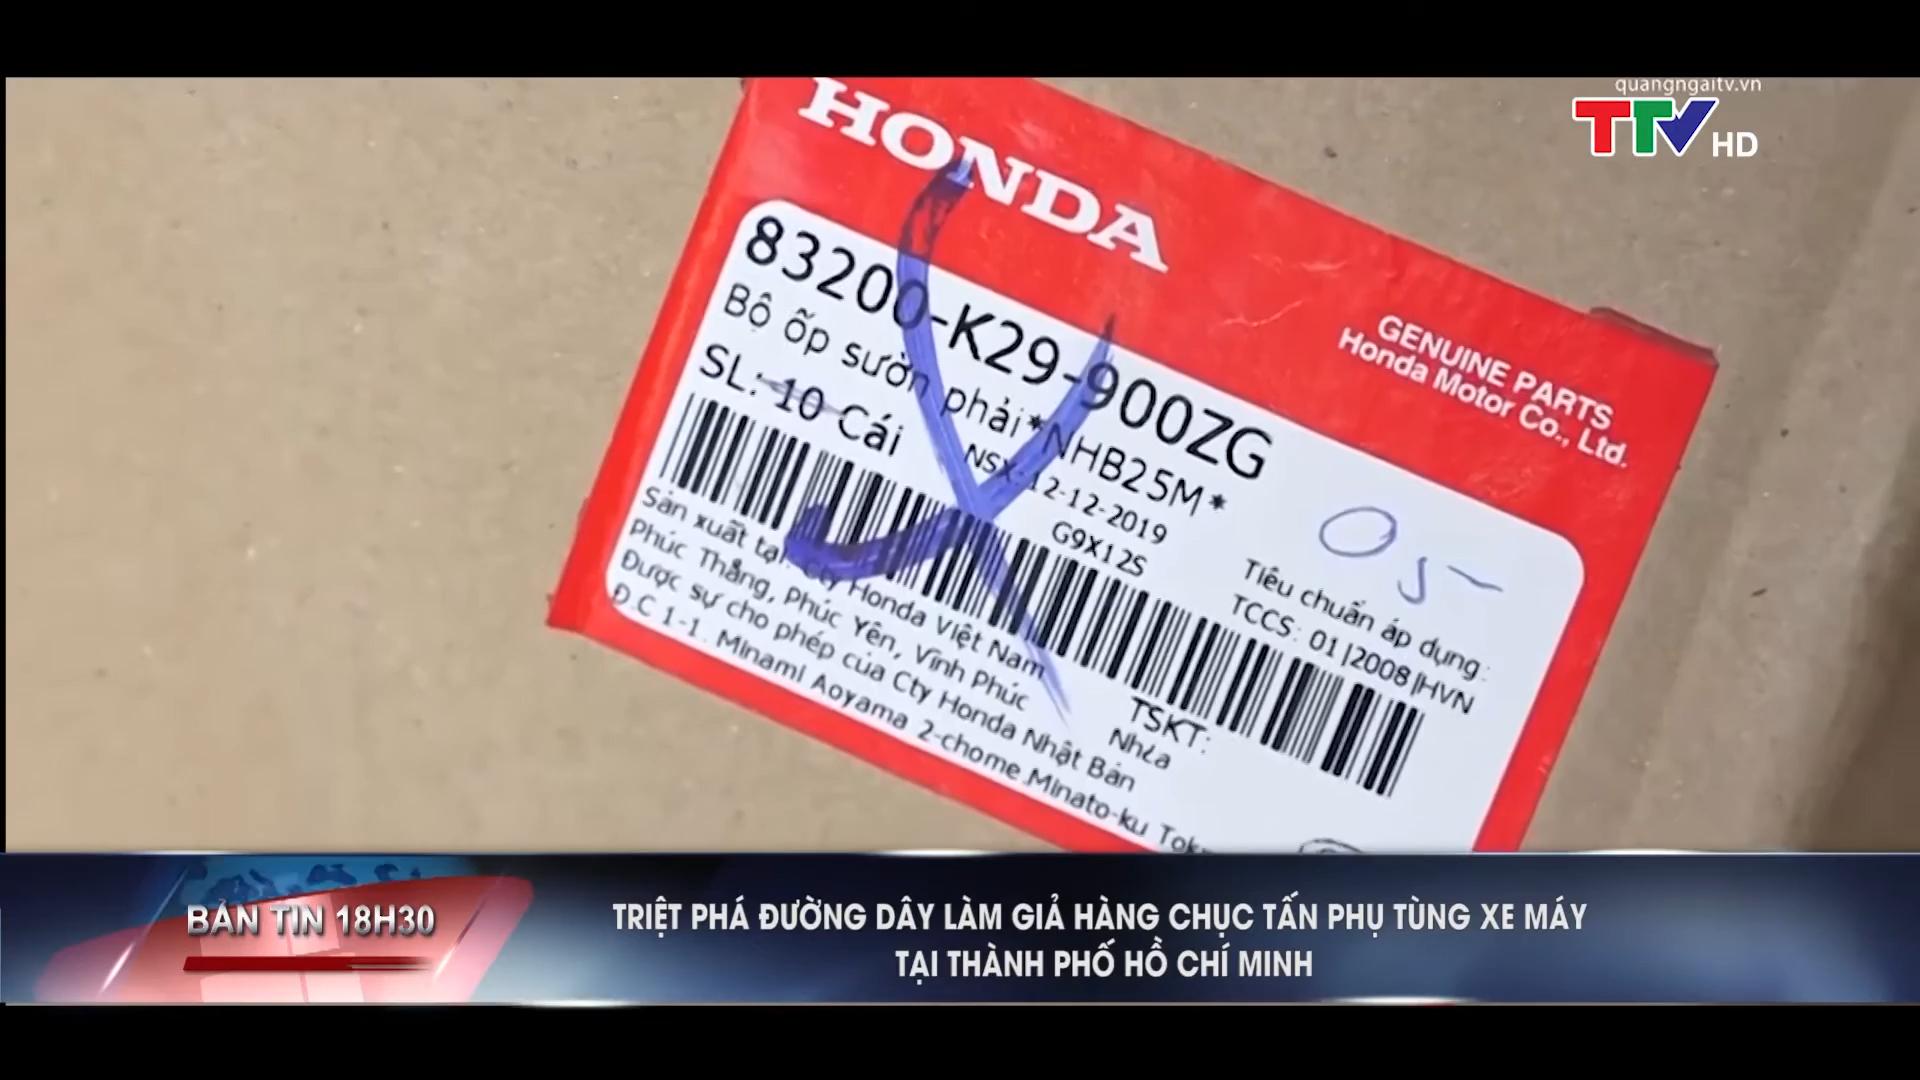 quangngaitv.vn
TTV HD
HONDA
GENUINE PARTS
Honda Motor Co., Ltd.
83200-K29-900ZG
Bộ ốp sườn phải*NHB25M*
SL: 10 Cái
NSX:12-12-2019
G9X12S
05
Tiêu chuẩn áp dụng:
TCCS: 01|2008|HVN
Sản xuất tại: Cty Honda Việt Nam
Phúc Thắng, Phúc Yên, Vĩnh Phúc
Được sự cho phép của Cty Honda Nhật Bản
Đ.C 1-1. Minami Aoyama 2-chome.Minato-ku
TSKT:
BẢN TIN 18H30
TRIỆT PHÁ ĐƯỜNG DÂY LÀM GIẢ HÀNG CHỤC TẤN PHỤ TÙNG XE MÁY
TẠI THÀNH PHỐ HỒ CHÍ MINH